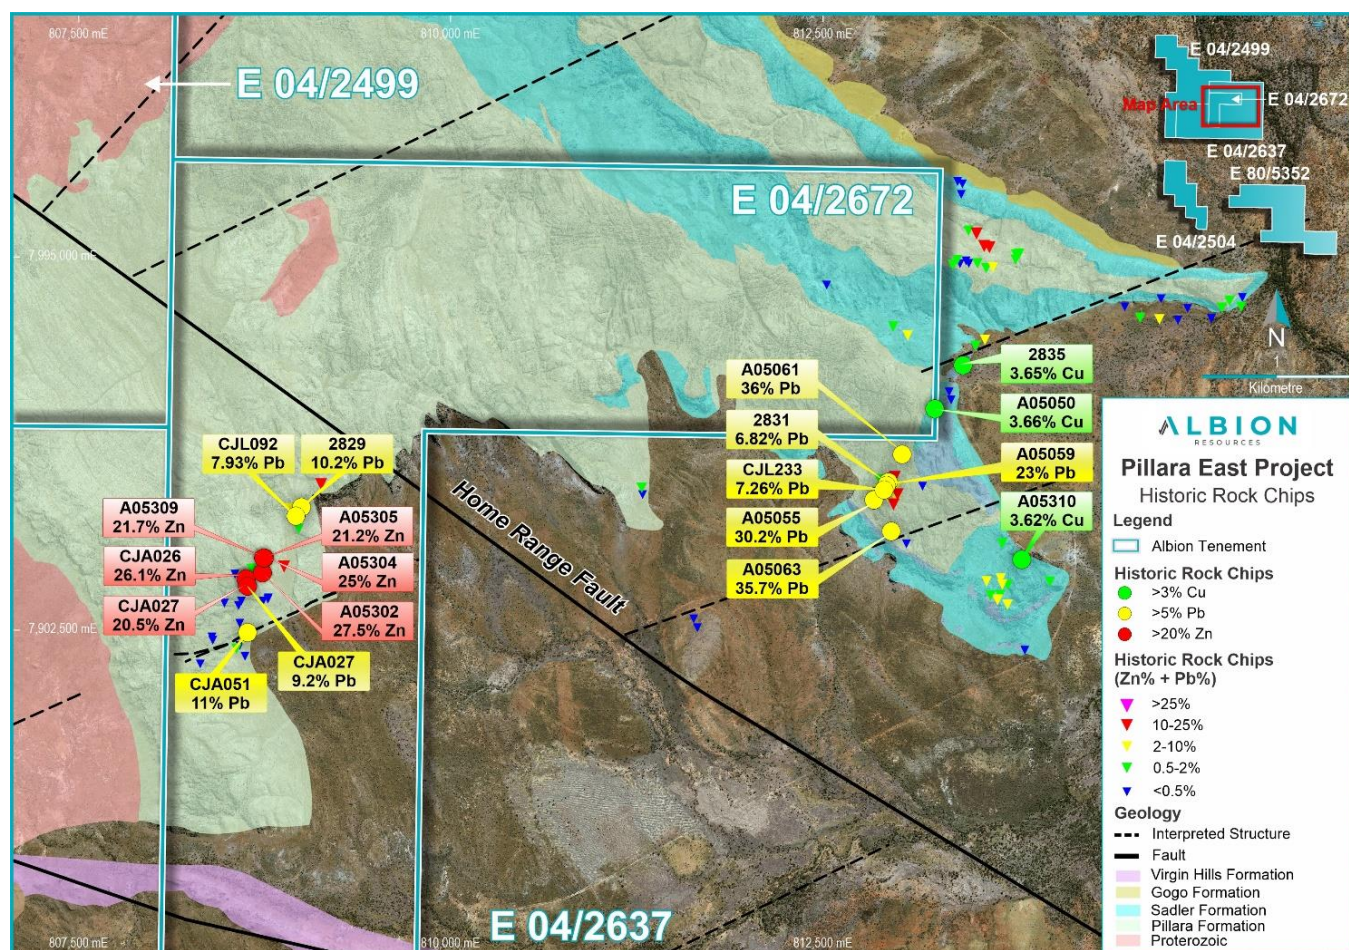 807,500 mE
810,000 mE
812,500 mE
E 04/2499
E 04/2499
E 04/2672
Map Area
E 04/2637
E 80/5352
E 04/2504
E 04/2672
7,995,000 mE
N
1
Kilometre
2835
3.65% Cu
A05061
36% Pb
A05050
3.66% Cu
2831
6.82% Pb
CJL092
7.93% Pb
2829
10.2% Pb
A05059
23% Pb
CJL233
7.26% Pb
Home Range Fault
A05309
21.7% Zn
A05305
21.2% Zn
A05310
3.62% Cu
A05055
30.2% Pb
CJA026
26.1% Zn
A05304
25% Zn
A05063
35.7% Pb
CJA027
20.5% Zn
A05302
27.5% Zn
7,902,500 mE
CJA027
9.2% Pb
CJA051
11% Pb
E 04/2637
807,500 mE
810,000 mE
812,500 mE
ALBION
RESOURCES
Pillara East Project
Historic Rock Chips
Legend
Albion Tenement
Historic Rock Chips
>3% Cu
>5% Pb
>20% Zn
Historic Rock Chips
(Zn% + Pb%)
>25%
10-25%
2-10%
0.5-2%
<0.5%
Geology
Interpreted Structure
Fault
Virgin Hills Formation
Gogo Formation
Sadler Formation
Pillara Formation
Proterozoic